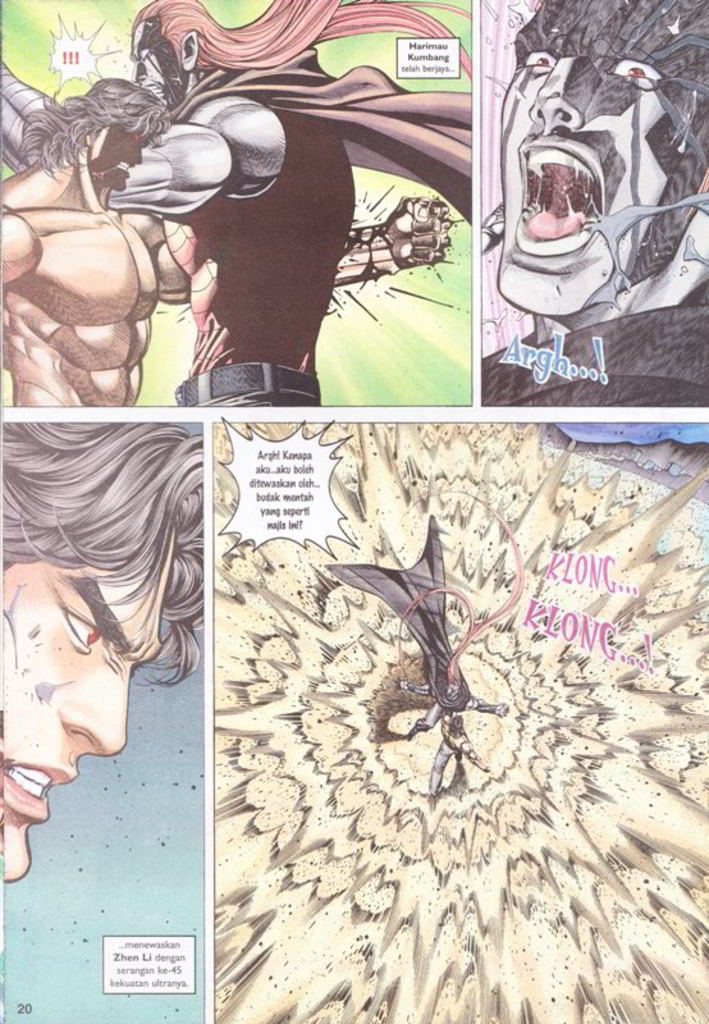 !!!
Harimau
Kumbang
telah berjaya...
Argh...!
Argh! Kenapa
aku...aku boleh
ditewaskan oleh...
budak mentah
yang seperti
najis ini?
KLONG...
KLONG...!
...menewaskan
Zhen Li dengan
serangan ke-45
kekuatan ultranya.
20